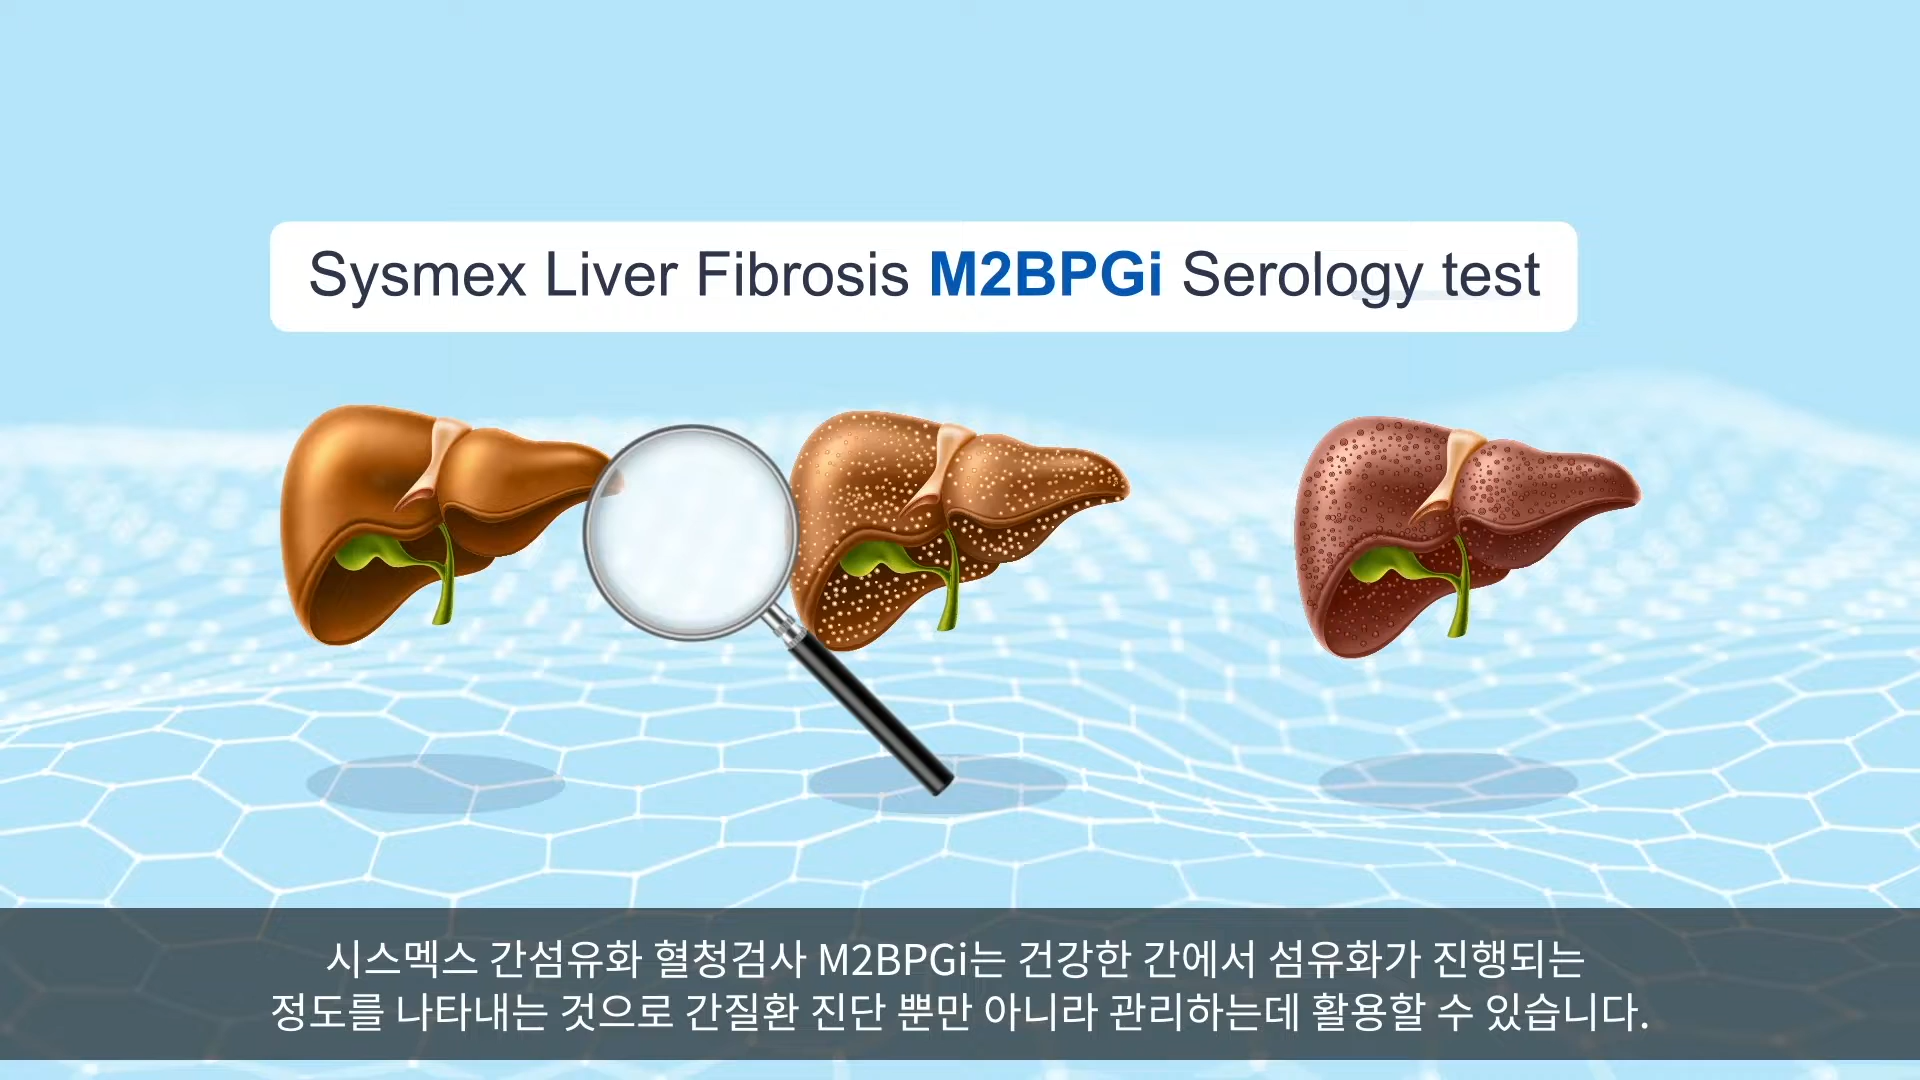 Sysmex Liver Fibrosis M2BPGi Serology test
시스멕스 간섬유화 혈청검사 M2BPGi는 건강한 간에서 섬유화가 진행되는
정도를 나타내는 것으로 간질환 진단 뿐만 아니라 관리하는데 활용할 수 있습니다.